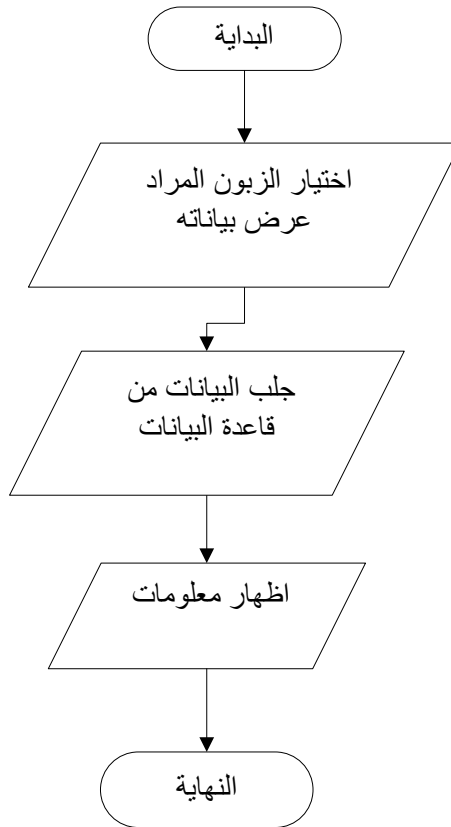 البداية
اختيار الزبون المراد
عرض بياناته
جلب البيانات من
قاعدة البيانات
اظهار معلومات
النهاية